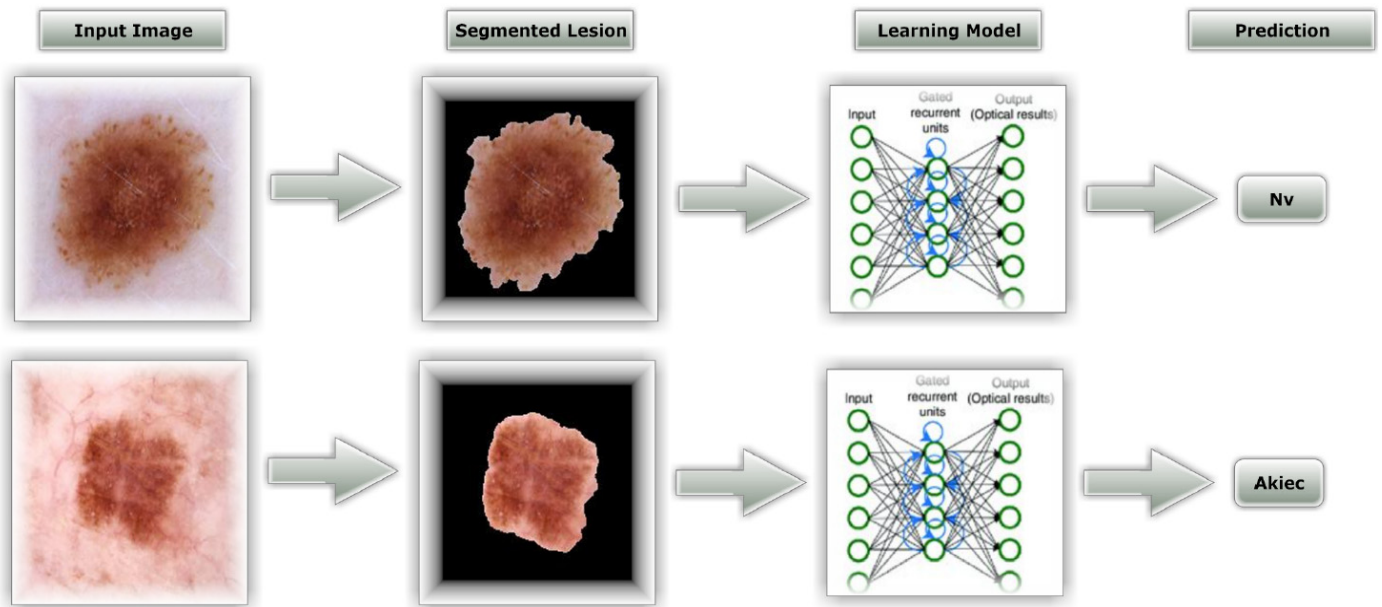 Input Image
Segmented Lesion
Learning Model
Prediction
Gated
Output
Input
recurrent
(Optical results)
units
Nv
Gated
Output
Input
recurrent
(Optical results)
units
Akiec